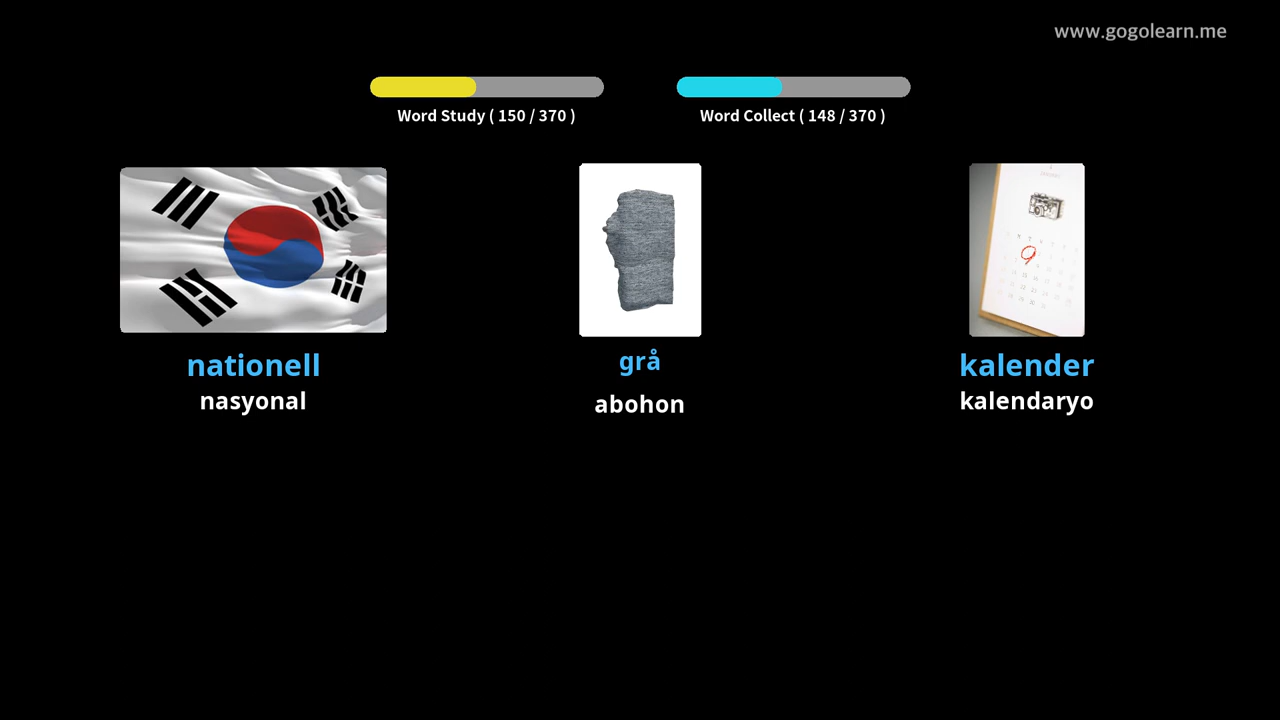 www.gogolearn.me
Word Study ( 150 / 370 )
Word Collect ( 148 / 370 )
nationell
nasyonal
grå
abohon
kalender
kalendaryo